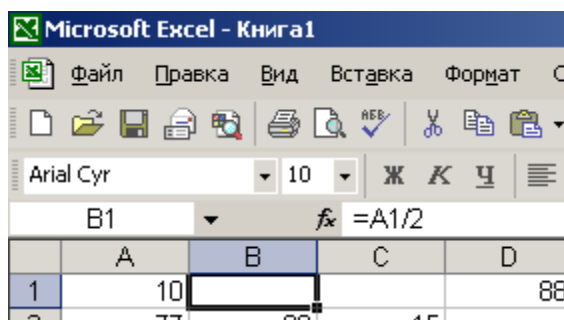 Microsoft Excel - Книга1
Файл Правка Вид Вставка Формат
Arial Cyr 10 Ж К Ч
B1 fx =A1/2
A B C D
1 10 88